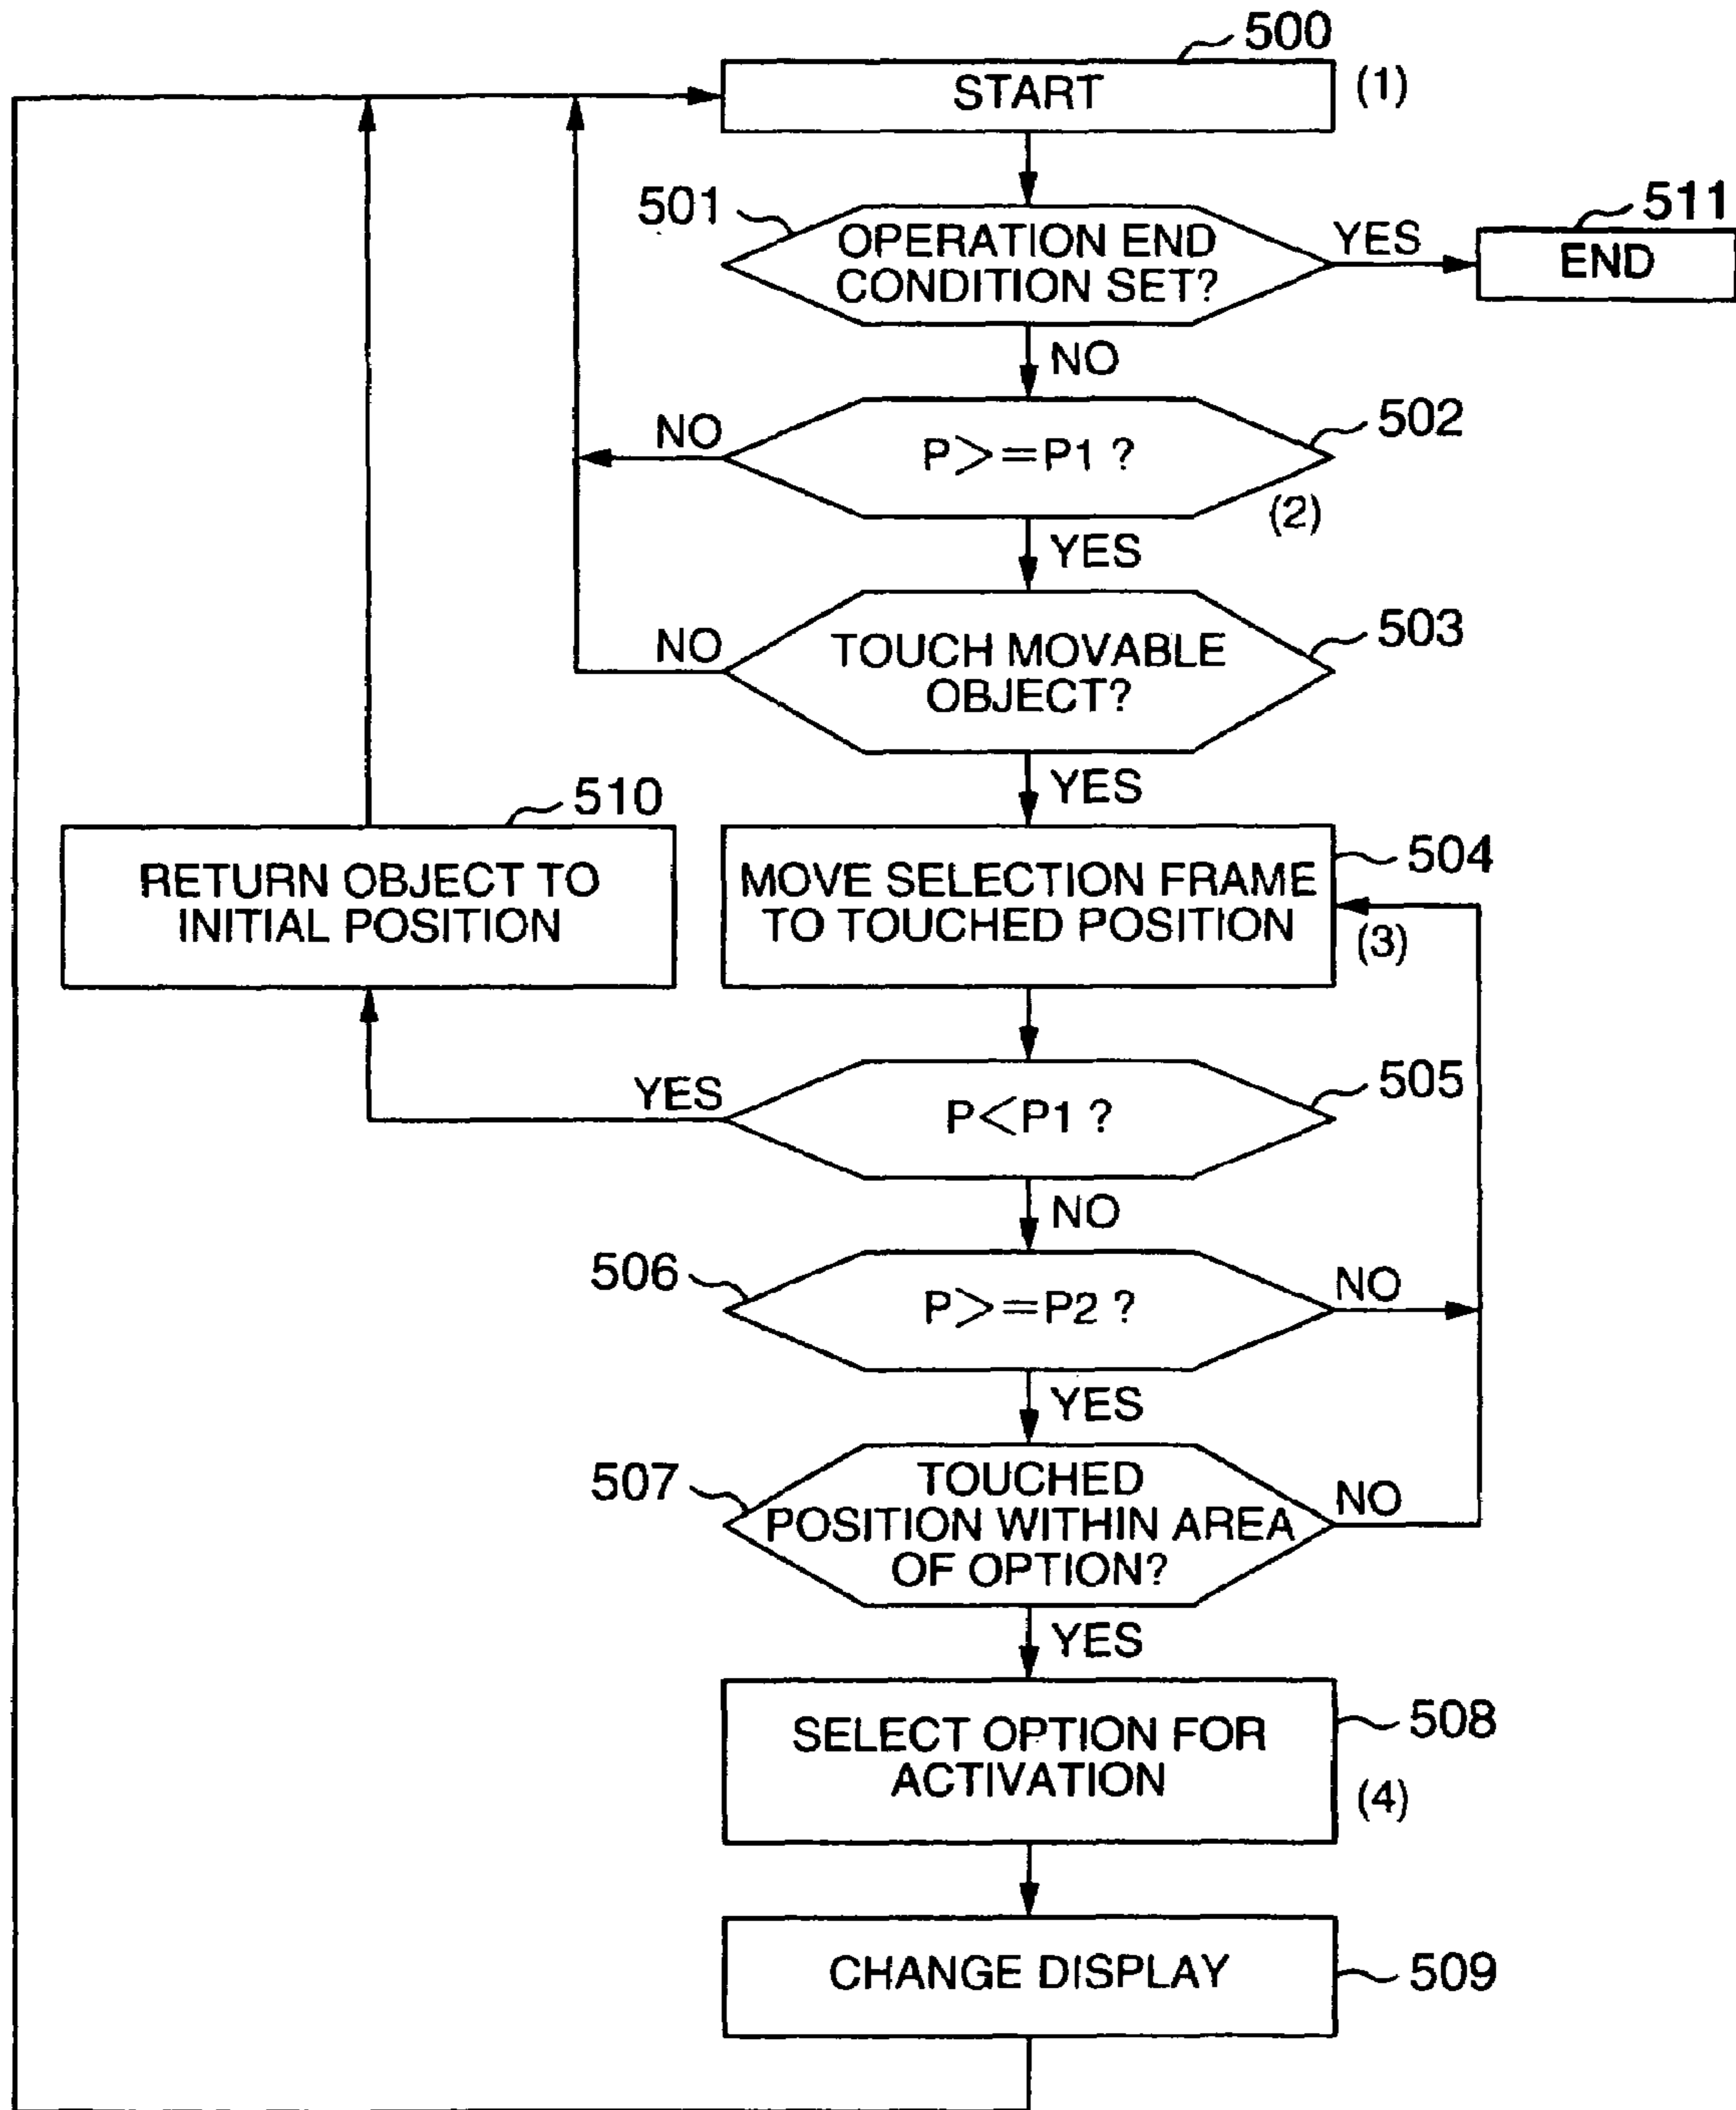 500
START
(1)
501
OPERATION END
CONDITION SET?
YES
511
END
NO
502
P>=P1 ?
NO
(2)
YES
503
TOUCH MOVABLE
OBJECT?
NO
YES
510
RETURN OBJECT TO
INITIAL POSITION
504
MOVE SELECTION FRAME
TO TOUCHED POSITION
(3)
505
P<P1 ?
YES
NO
506
P>=P2 ?
NO
YES
507
TOUCHED
POSITION WITHIN AREA
OF OPTION?
NO
YES
508
SELECT OPTION FOR
ACTIVATION
(4)
CHANGE DISPLAY
509